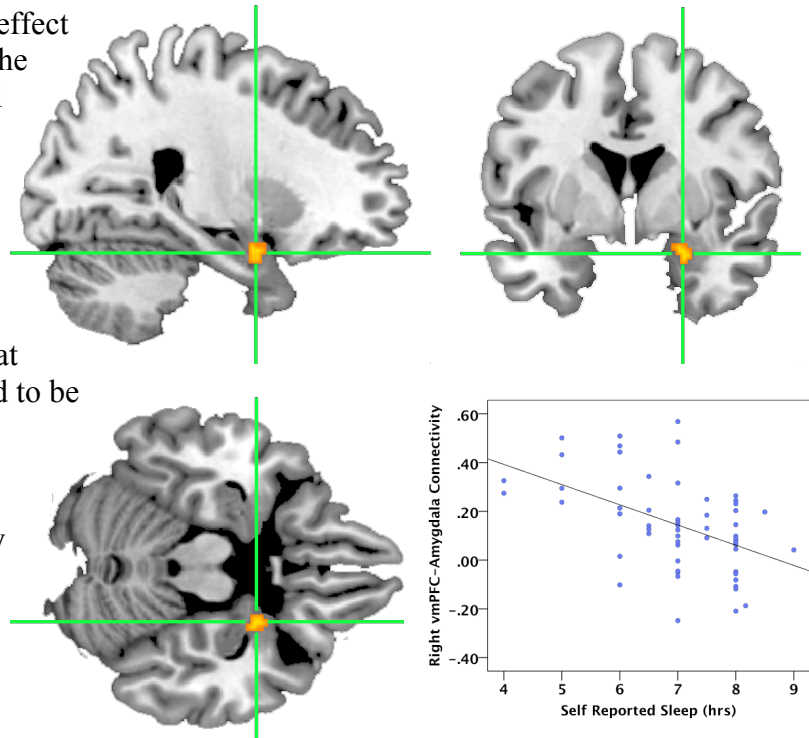 effect
he
at
d to be
.60
.40
.20
.00
-.20
-.40
Right vmPFC-Amygdala Connectivity
4 5 6 7 8 9
Self Reported Sleep (hrs)